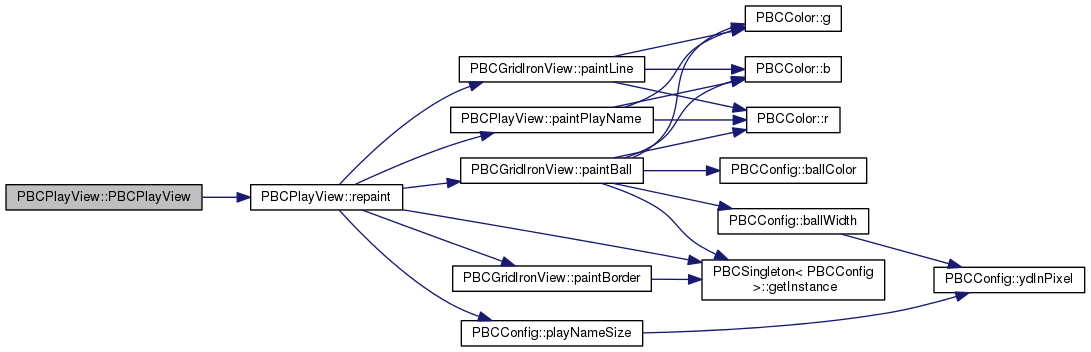 PBCPlayView::PBCPlayView
PBCPlayView::repaint
PBCGridIronView::paintLine
PBCPlayView::paintPlayName
PBCGridIronView::paintBall
PBCGridIronView::paintBorder
PBCConfig::playNameSize
PBCColor::g
PBCColor::b
PBCColor::r
PBCConfig::ballColor
PBCConfig::ballWidth
PBCSingleton< PBCConfig
>::getInstance
PBCConfig::ydInPixel